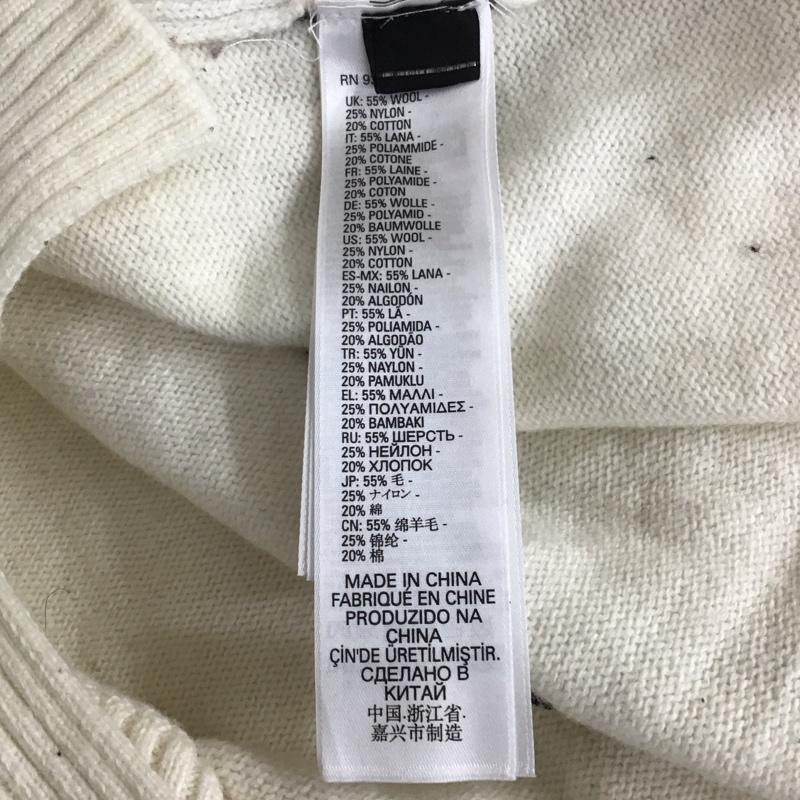 RN 93
UK: 55% WOOL -
25% NYLON -
20% COTTON
IT: 55% LANA -
25% POLIAMMIDE -
20% COTONE
FR: 55% LAINE -
25% POLYAMIDE -
20% COTON
DE: 55% WOLLE -
25% POLYAMID -
20% BAUMWOLLE
US: 55% WOOL -
25% NYLON -
20% COTTON
ES-MX: 55% LANA -
25% NAILON -
20% ALGODÓN
PT: 55% LÃ -
25% POLIAMIDA -
20% ALGODÃO
TR: 55% YÜN -
25% NAYLON -
20% PAMUKLU
EL: 55% ΜΑΛΛΙ -
25% ΠΟΛΥΑΜΙΔΕΣ -
20% ΒΑΜΒΑΚΙ
RU: 55% ШЕРСТЬ -
25% НЕЙЛОН -
20% ХЛОПОК
JP: 55% 毛 -
25% ナイロン -
20% 綿
CN: 55% 绵羊毛 -
25% 锦纶 -
20% 棉
MADE IN CHINA
FABRIQUÉ EN CHINE
PRODUZIDO NA
CHINA
ÇİN'DE ÜRETİLMİŞTİR.
СДЕЛАНО В
КИТАЙ
中国.浙江省.
嘉兴市制造